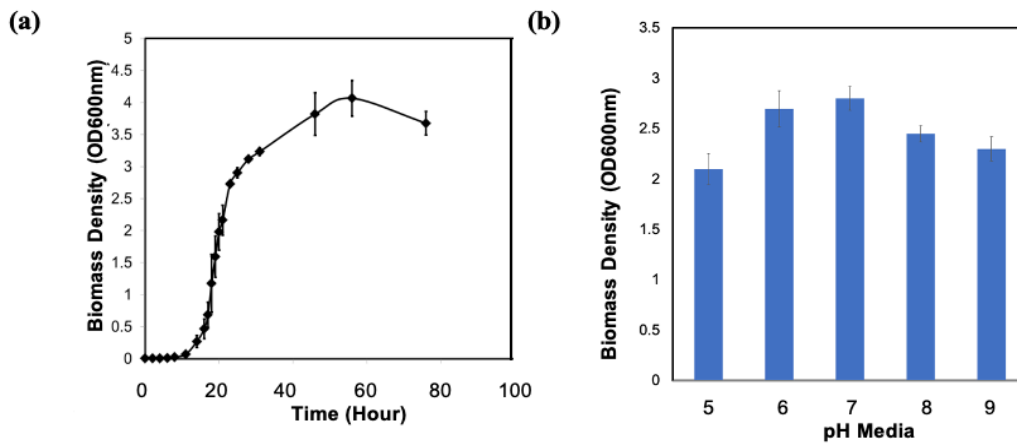 (a)
Biomass Density (OD600nm)
5
4.5
4
3.5
3
2.5
2
1.5
1
0.5
0
0 20 40 60 80 100
Time (Hour)
(b)
Biomass Density (OD600nm)
3.5
3
2.5
2
1.5
1
0.5
0
5 6 7 8 9
pH Media